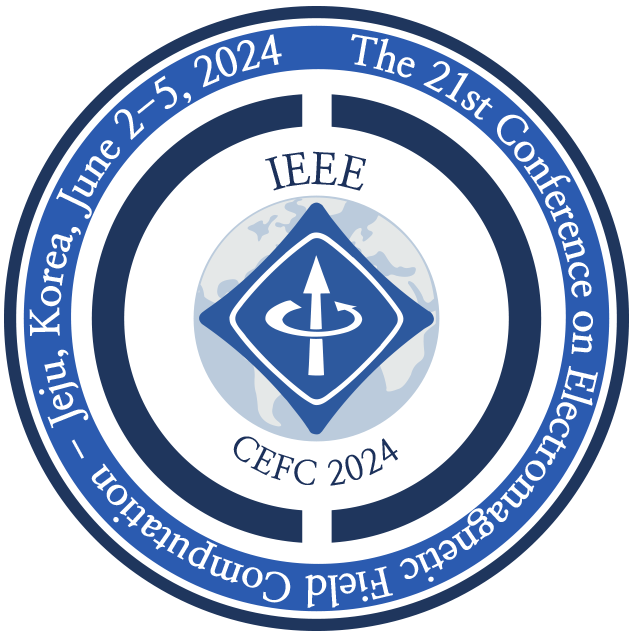 The 21st Conference on Electromagnetic Field Computation – Jeju, Korea, June 2–5, 2024
IEEE
CEFC 2024